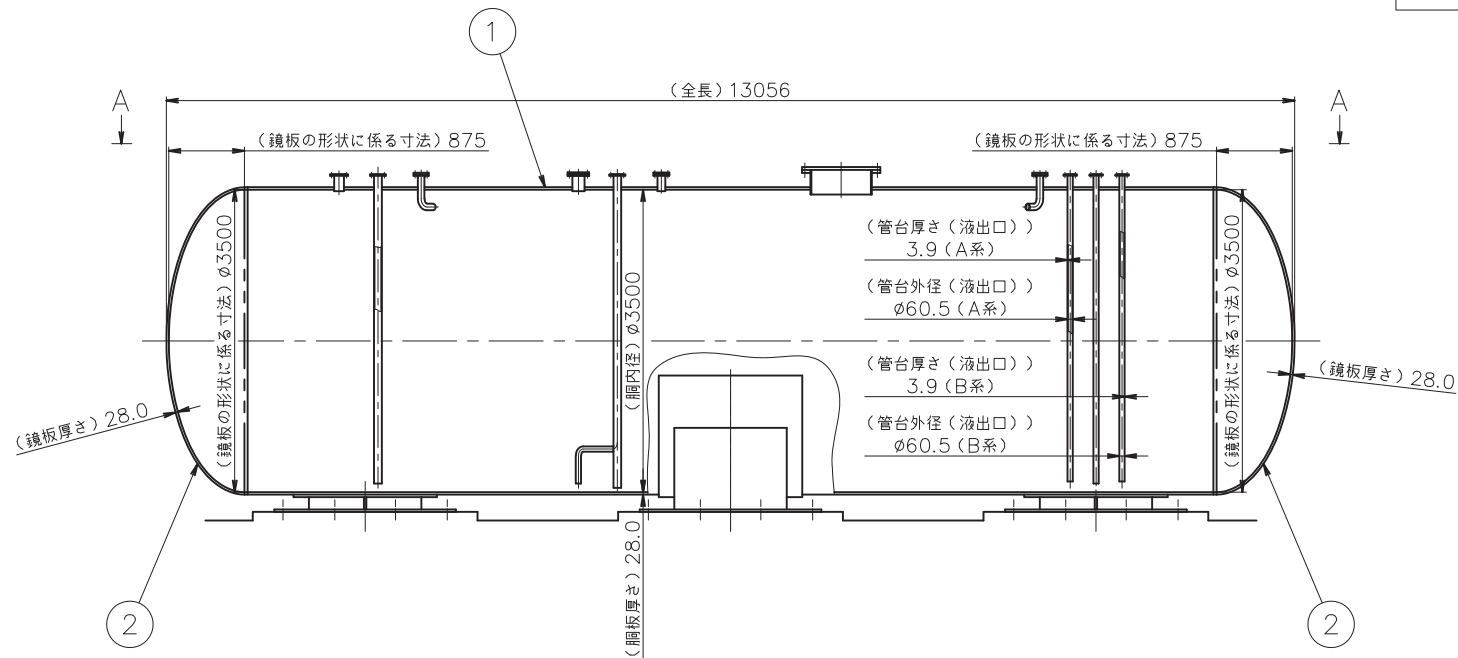 1
(全長)13056
A
A
(鏡板の形状に係る寸法)875
(鏡板の形状に係る寸法)875
(鏡板の形状に係る寸法)φ3500
(胴内径)φ3500
(管台厚さ(液出口))
3.9(A系)
(管台外径(液出口))
φ60.5(A系)
(管台厚さ(液出口))
3.9(B系)
(管台外径(液出口))
φ60.5(B系)
(鏡板の形状に係る寸法)φ3500
(鏡板厚さ)28.0
(鏡板厚さ)28.0
(胴板厚さ)28.0
2
2